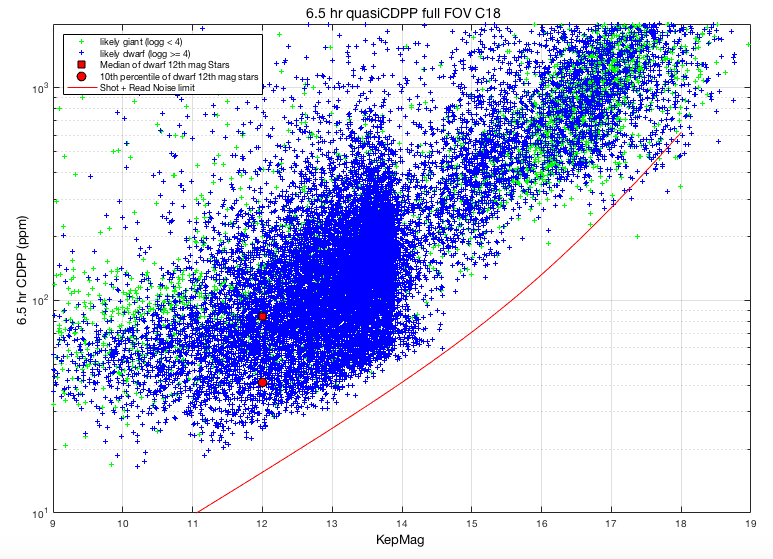 6.5 hr quasiCDPP full FOV C18
likely giant (logg < 4)
likely dwarf (logg >= 4)
Median of dwarf 12th mag Stars
10th percentile of dwarf 12th mag stars
Shot + Read Noise limit
10³
10²
10¹
6.5 hr CDPP (ppm)
9 10 11 12 13 14 15 16 17 18 19
KepMag